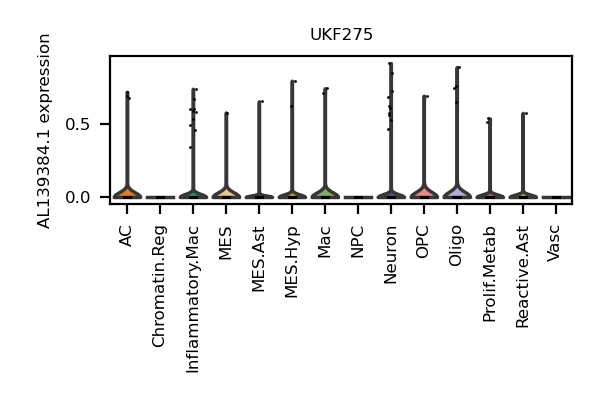 UKF275
AL139384.1 expression
0.5
0.0
AC
Chromatin.Reg
Inflammatory.Mac
MES
MES.Ast
MES.Hyp
Mac
NPC
Neuron
OPC
Oligo
Prolif.Metab
Reactive.Ast
Vasc